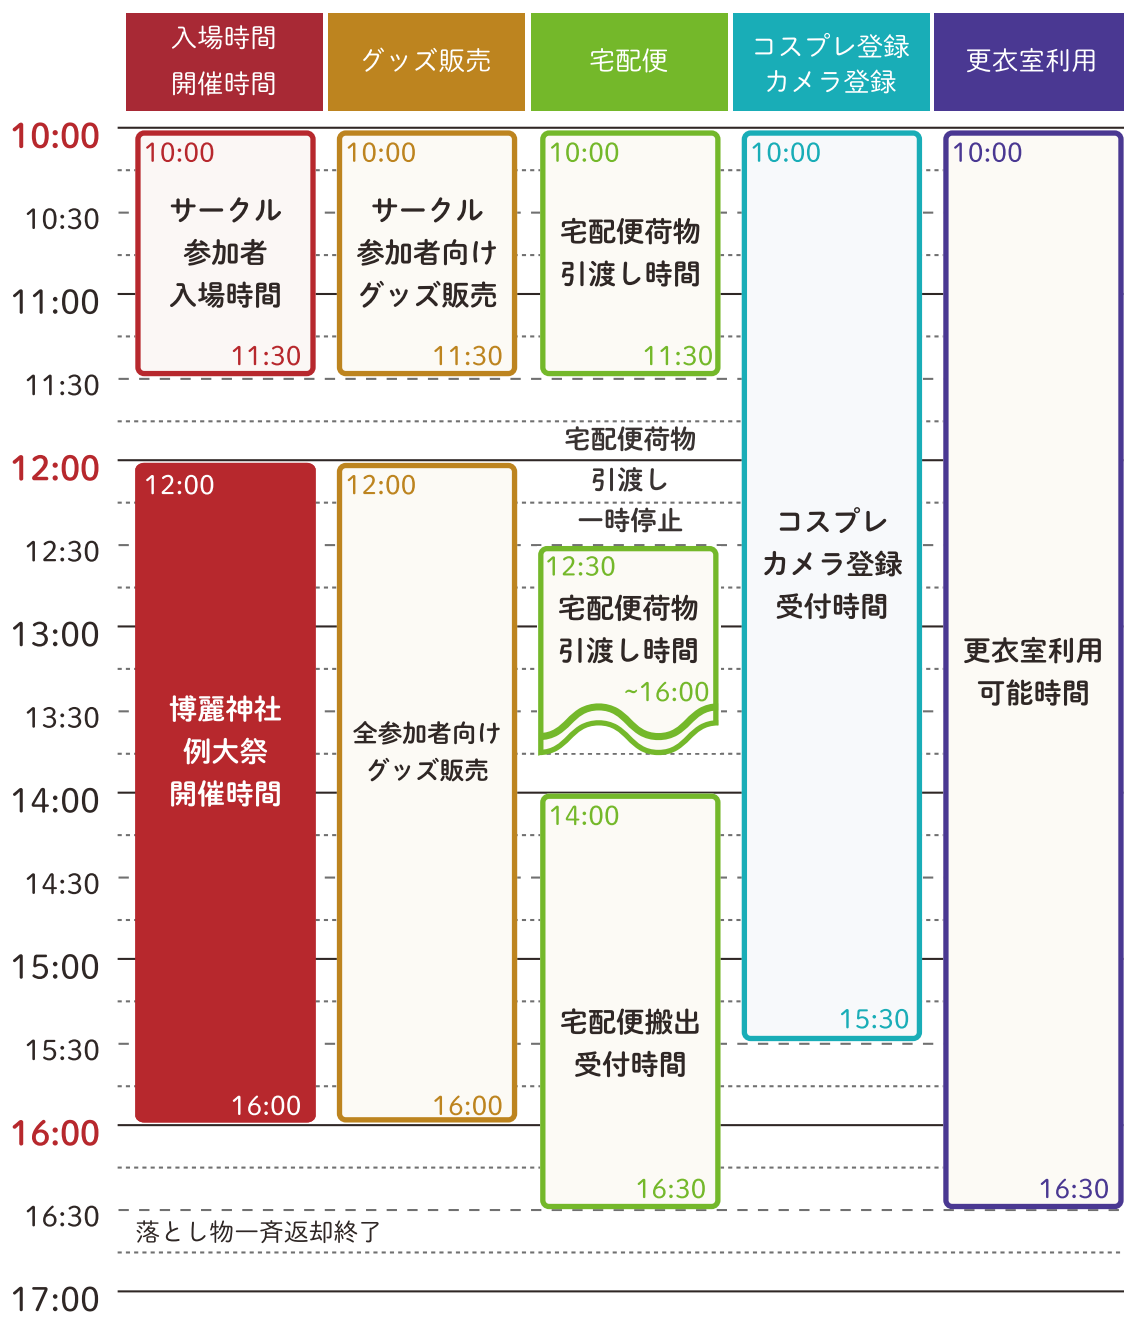 入場時間
開催時間
グッズ販売
宅配便
コスプレ登録
カメラ登録
更衣室利用
10:00
10:30
11:00
11:30
12:00
12:30
13:00
13:30
14:00
14:30
15:00
15:30
16:00
16:30
17:00
10:00
サークル
参加者
入場時間
11:30
12:00
博麗神社
例大祭
開催時間
16:00
10:00
サークル
参加者向け
グッズ販売
11:30
12:00
全参加者向け
グッズ販売
16:00
10:00
宅配便荷物
引渡し時間
11:30
宅配便荷物
引渡し
一時停止
12:30
宅配便荷物
引渡し時間
~16:00
14:00
宅配便搬出
受付時間
16:30
10:00
コスプレ
カメラ登録
受付時間
15:30
10:00
更衣室利用
可能時間
16:30
落とし物一斉返却終了